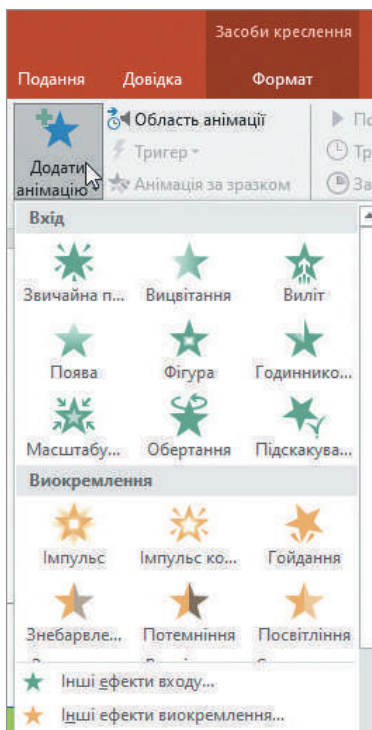 Засоби креслення
Подання Довідка Формат
Додати анімацію
Область анімації
Тригер
Анімація за зразком
Вхід
Звичайна п... Вицвітання Виліт
Поява Фігура Годиннико...
Масштабу... Обертання Підскакува...
Виокремлення
Імпульс Імпульс ко... Гойдання
Знебарвле... Потемніння Посвітління
Інші ефекти входу...
Інші ефекти виокремлення...